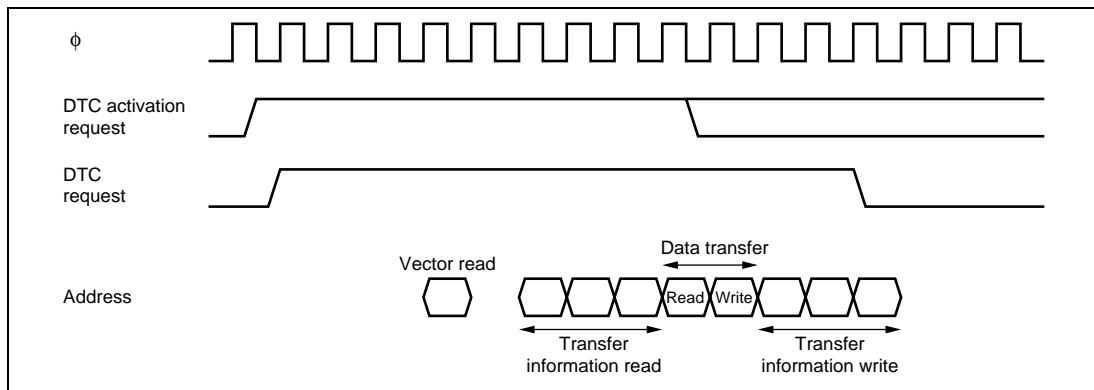 ϕ
DTC activation
request
DTC
request
Data transfer
Vector read
Address
Read
Write
Transfer
information read
Transfer
information write